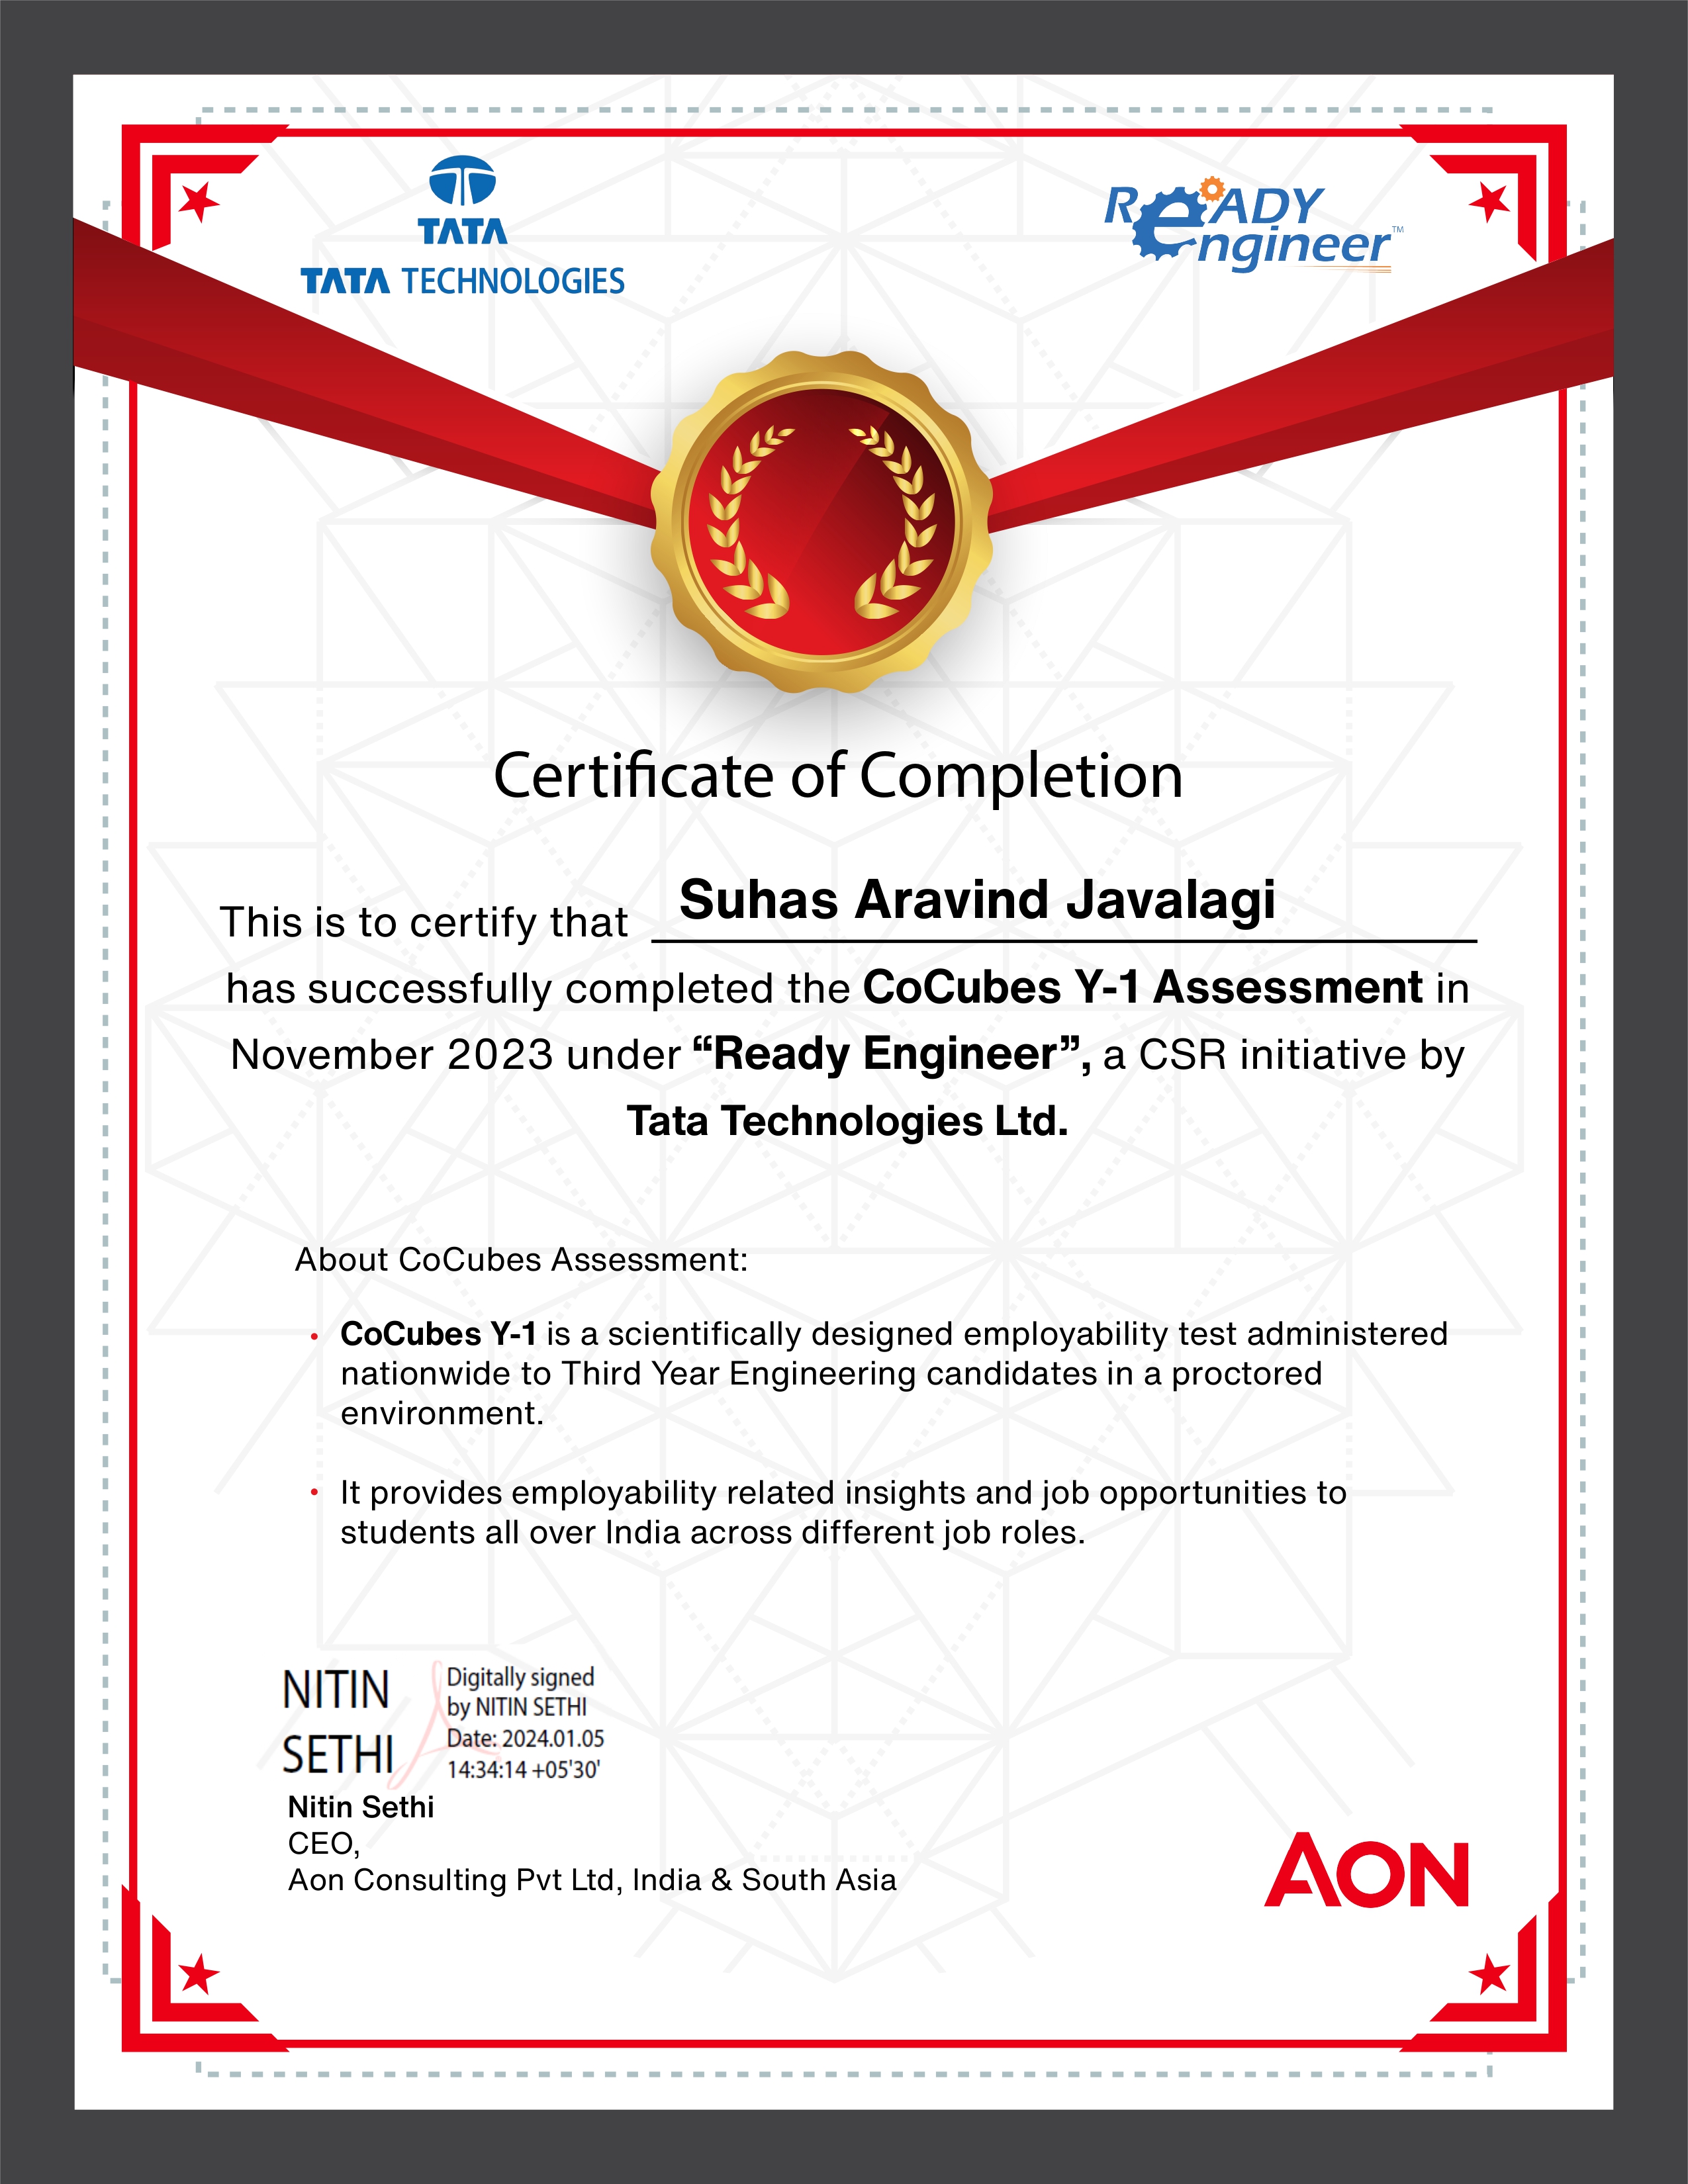 TATA
TATA TECHNOLOGIES
READY
engineer™
Certificate of Completion
This is to certify that Suhas Aravind Javalagi
has successfully completed the CoCubes Y-1 Assessment in
November 2023 under “Ready Engineer”, a CSR initiative by
Tata Technologies Ltd.
About CoCubes Assessment:
• CoCubes Y-1 is a scientifically designed employability test administered
nationwide to Third Year Engineering candidates in a proctored
environment.
• It provides employability related insights and job opportunities to
students all over India across different job roles.
NITIN
SETHI
Digitally signed
by NITIN SETHI
Date: 2024.01.05
14:34:14 +05'30'
Nitin Sethi
CEO,
Aon Consulting Pvt Ltd, India & South Asia
AON